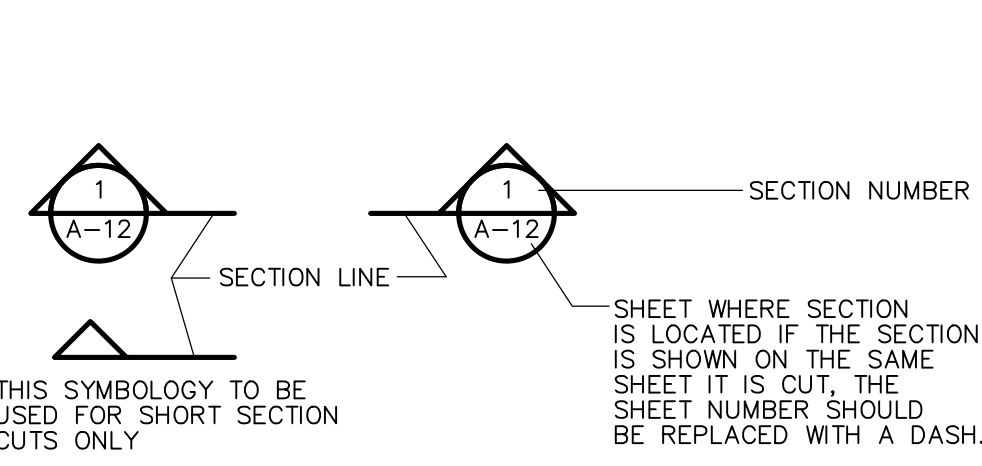 1
A-12
1
A-12
SECTION NUMBER
SECTION LINE
SHEET WHERE SECTION
IS LOCATED IF THE SECTION
IS SHOWN ON THE SAME
SHEET IT IS CUT, THE
SHEET NUMBER SHOULD
BE REPLACED WITH A DASH.
THIS SYMBOLOGY TO BE
USED FOR SHORT SECTION
CUTS ONLY